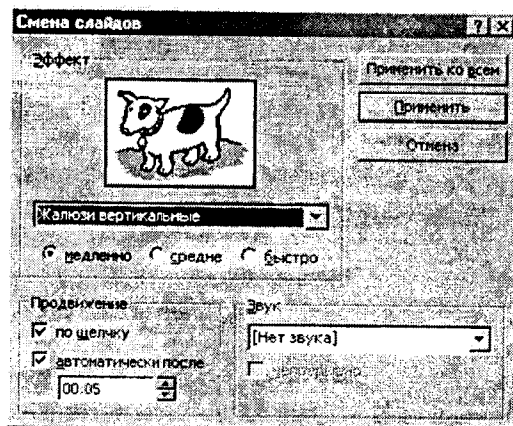 Смена слайдов
Эффект
Применить ко всем
Применить
Отмена
Жалюзи вертикальные
медленно средне быстро
Продвижение
по щелчку
автоматически после
00:05
Звук
[Нет звука]